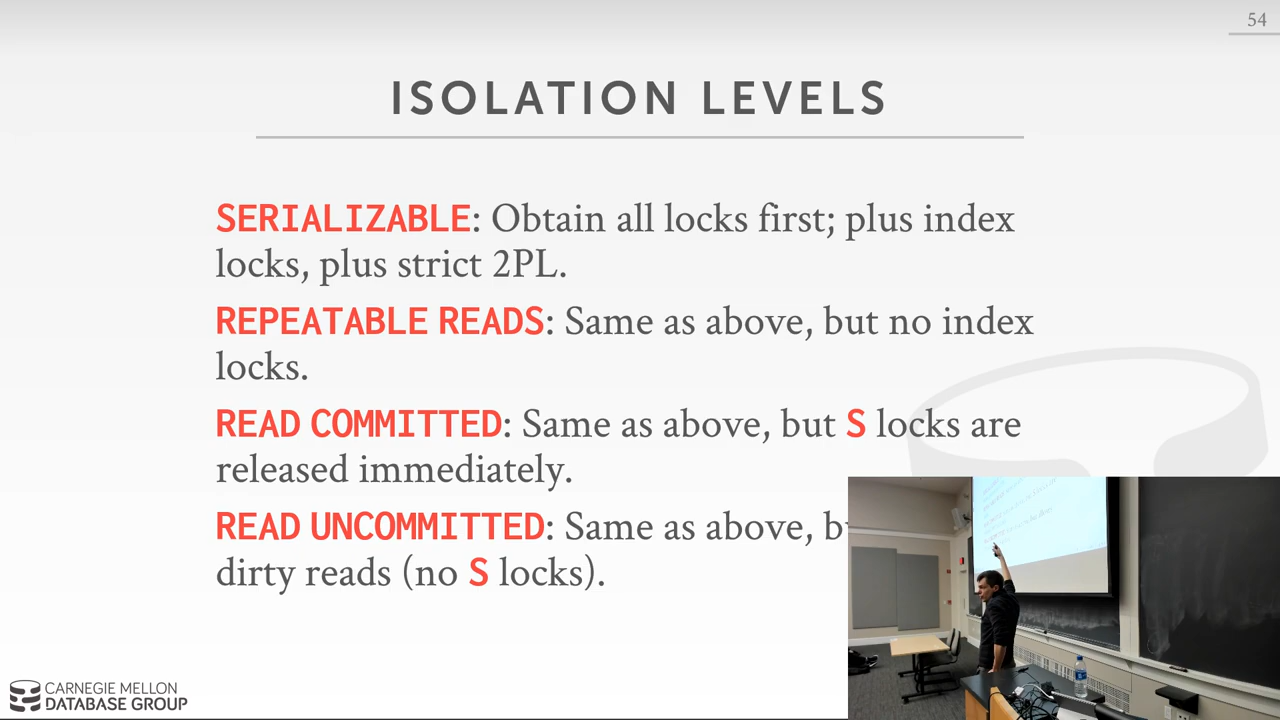 54
ISOLATION LEVELS
SERIALIZABLE: Obtain all locks first; plus index
locks, plus strict 2PL.
REPEATABLE READS: Same as above, but no index
locks.
READ COMMITTED: Same as above, but S locks are
released immediately.
READ UNCOMMITTED: Same as above, b
dirty reads (no S locks).
CARNEGIE MELLON
DATABASE GROUP